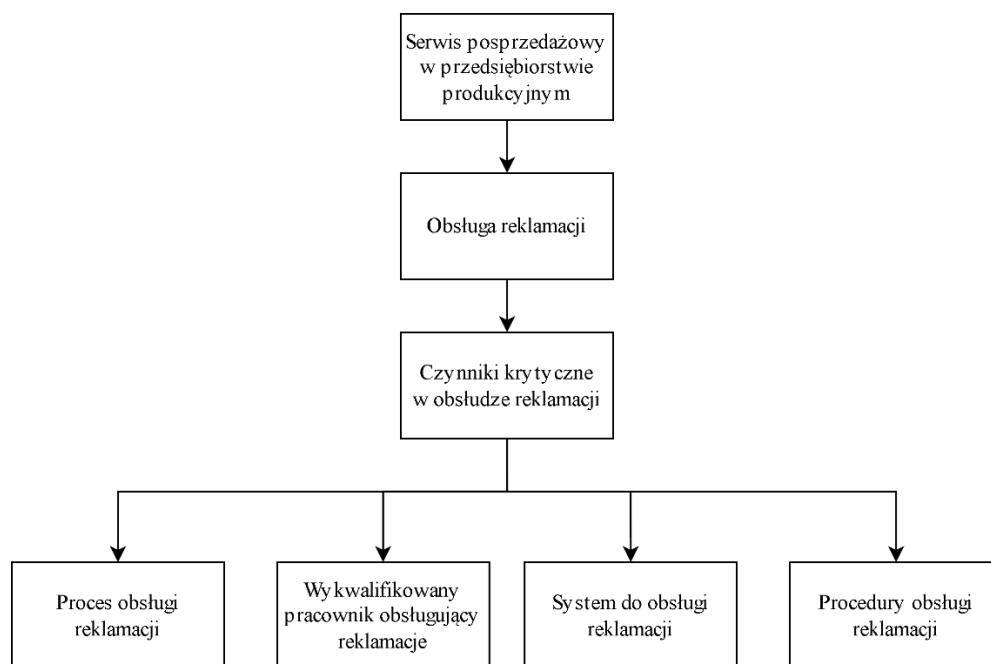 Serwis posprzedażowy
w przedsiębiorstwie
produkcyjnym
Obsługa reklamacji
Czynniki krytyczne
w obsłudze reklamacji
Proces obsługi
reklamacji
Wykwalifikowany
pracownik obsługujący
reklamacje
System do obsługi
reklamacji
Procedury obsługi
reklamacji